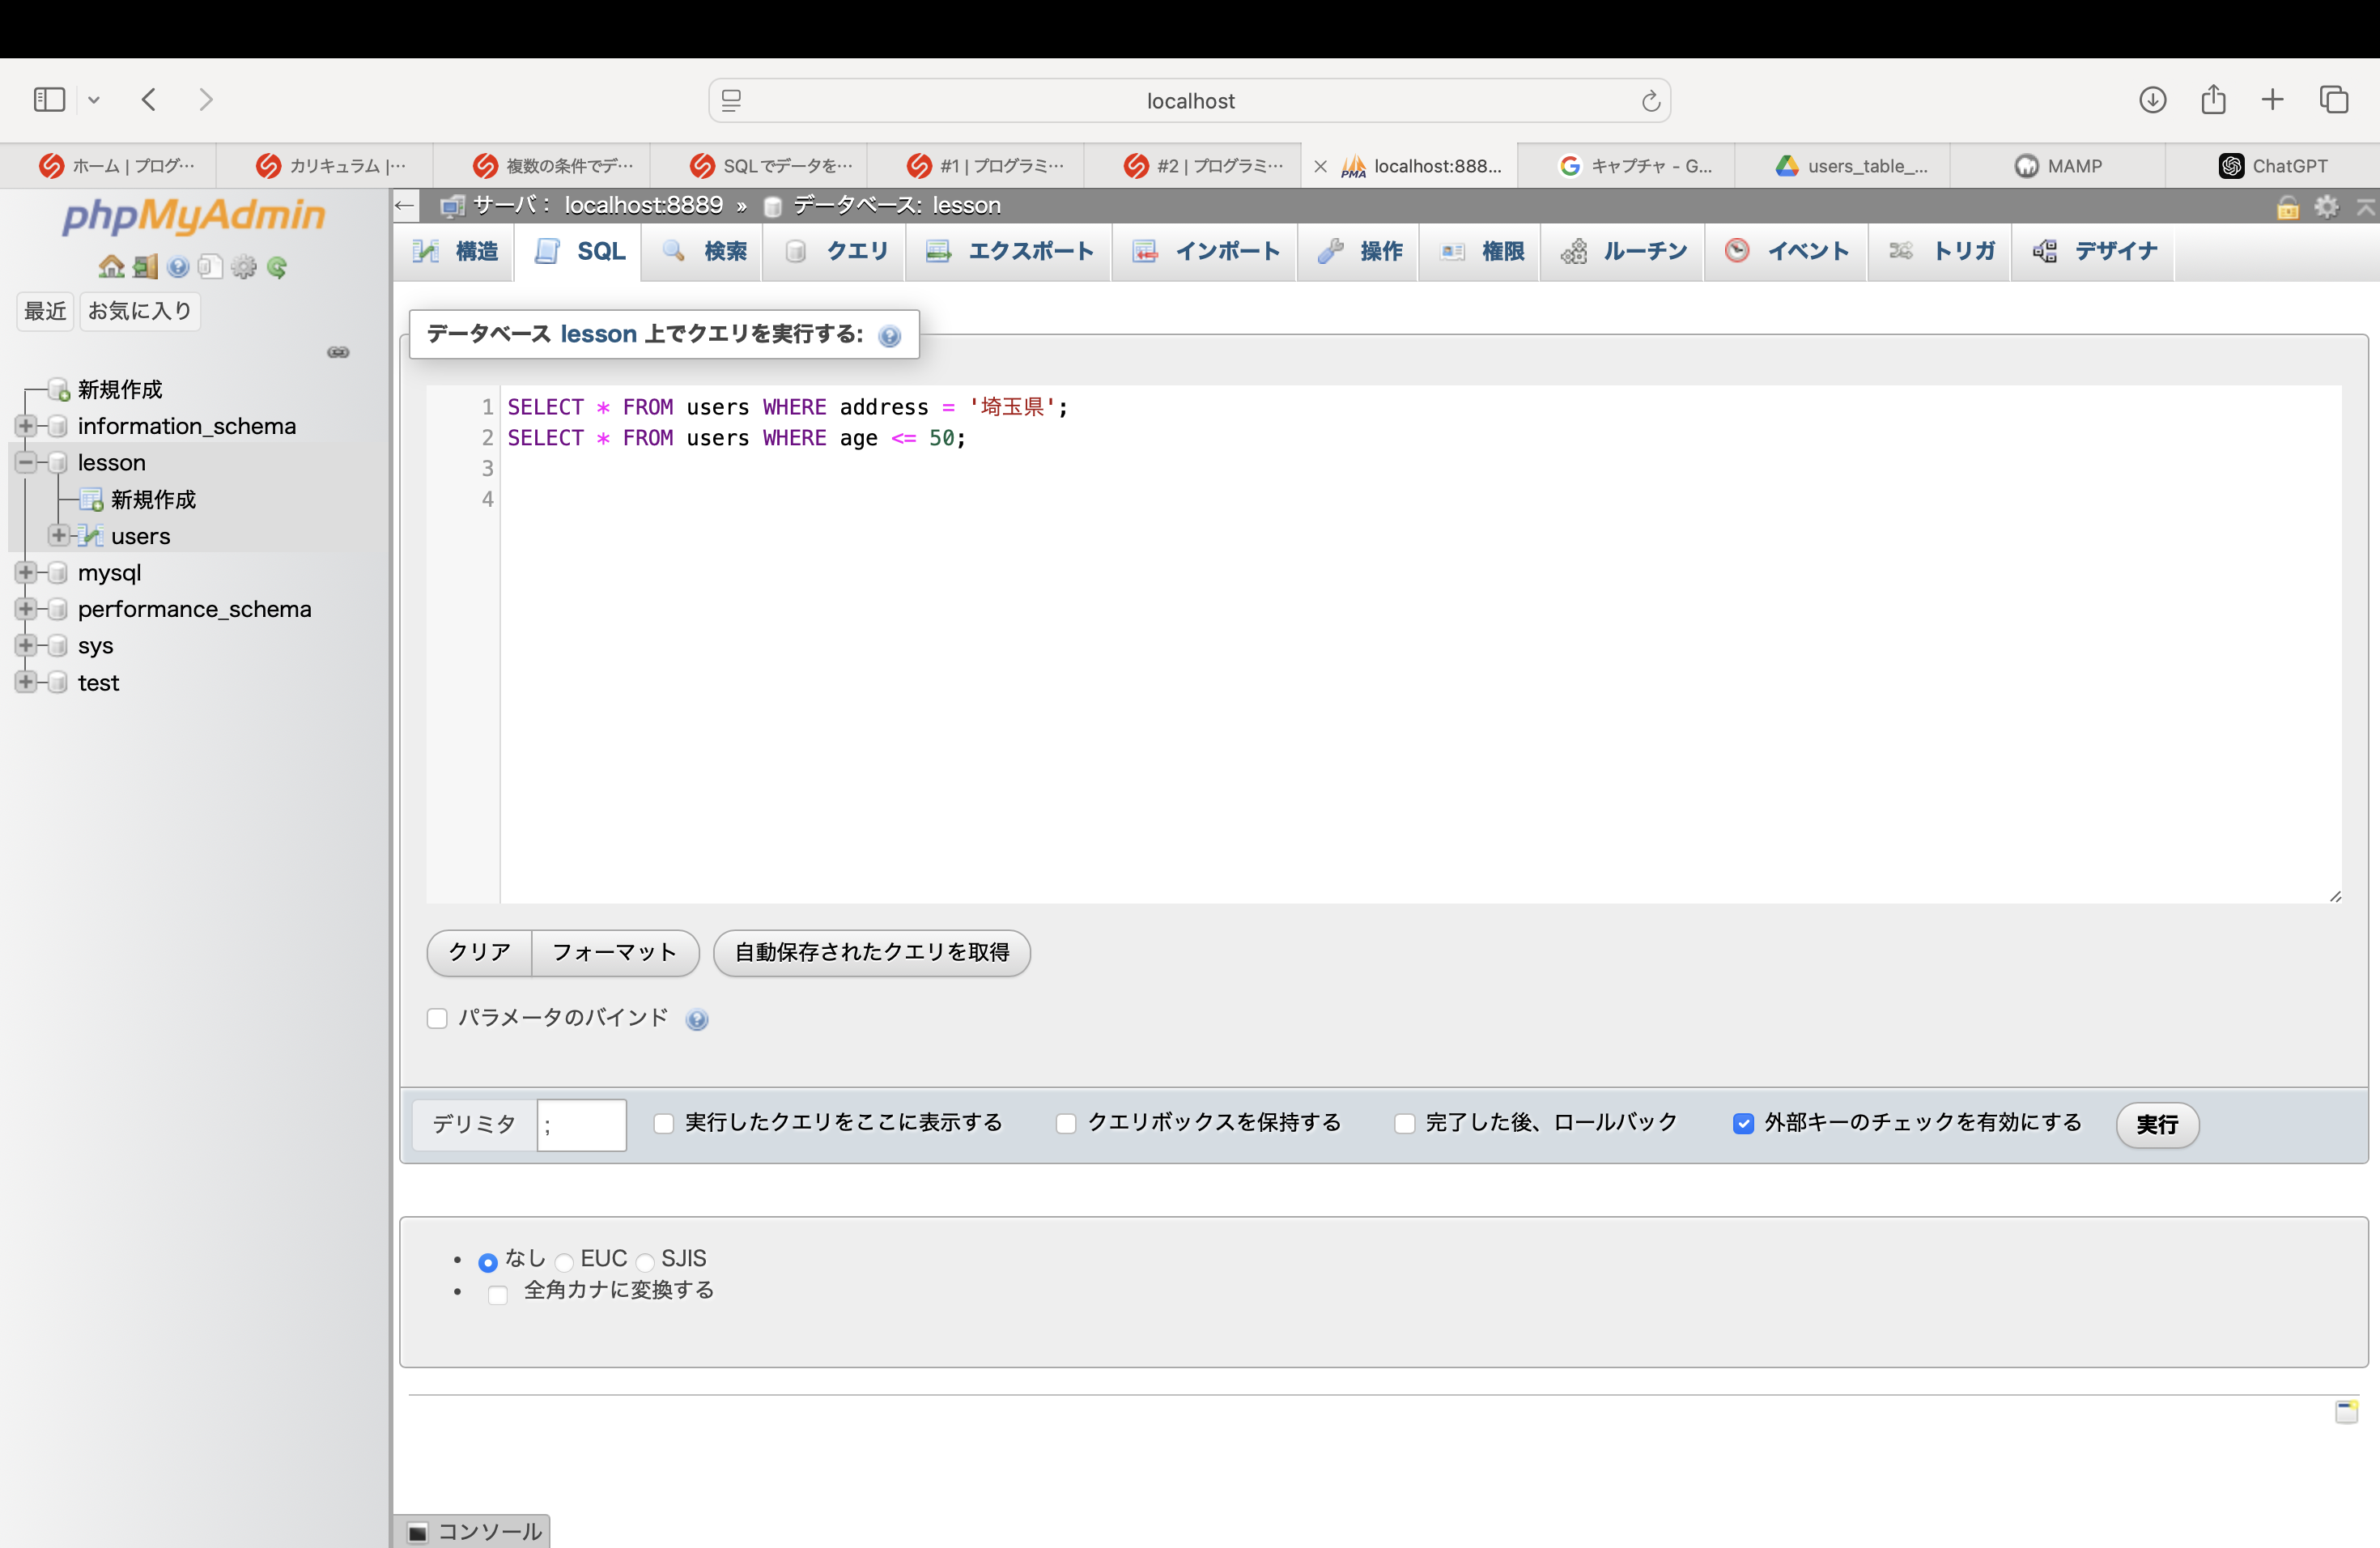 localhost
ホーム | プログ…
カリキュラム |…
複数の条件でデ…
SQLでデータを…
#1 | プログラミ…
#2 | プログラミ…
localhost:888...
キャプチャ - G...
users_table_...
MAMP
ChatGPT
phpMyAdmin
最近 お気に入り
新規作成
information_schema
lesson
新規作成
users
mysql
performance_schema
sys
test
サーバ: localhost:8889 » データベース: lesson
構造 SQL 検索 クエリ エクスポート インポート 操作 権限 ルーチン イベント トリガ デザイナ
データベース lesson 上でクエリを実行する:
1 SELECT * FROM users WHERE address = '埼玉県';
2 SELECT * FROM users WHERE age <= 50;
3
4
クリア フォーマット 自動保存されたクエリを取得
パラメータのバインド
デリミタ ; 実行したクエリをここに表示する クエリボックスを保持する 完了した後、ロールバック 外部キーのチェックを有効にする 実行
• なし EUC SJIS
• 全角カナに変換する
コンソール